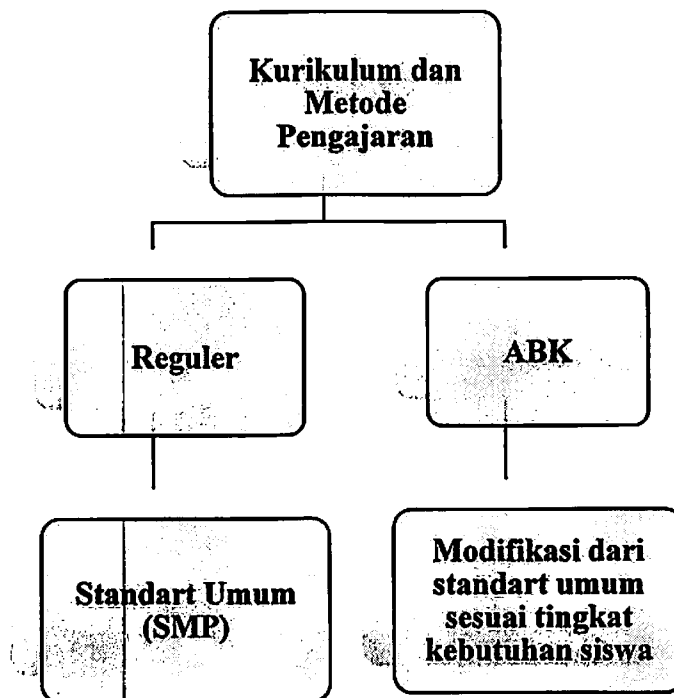 Kurikulum dan
Metode
Pengajaran
Reguler
ABK
Standart Umum
(SMP)
Modifikasi dari
standart umum
sesuai tingkat
kebutuhan siswa